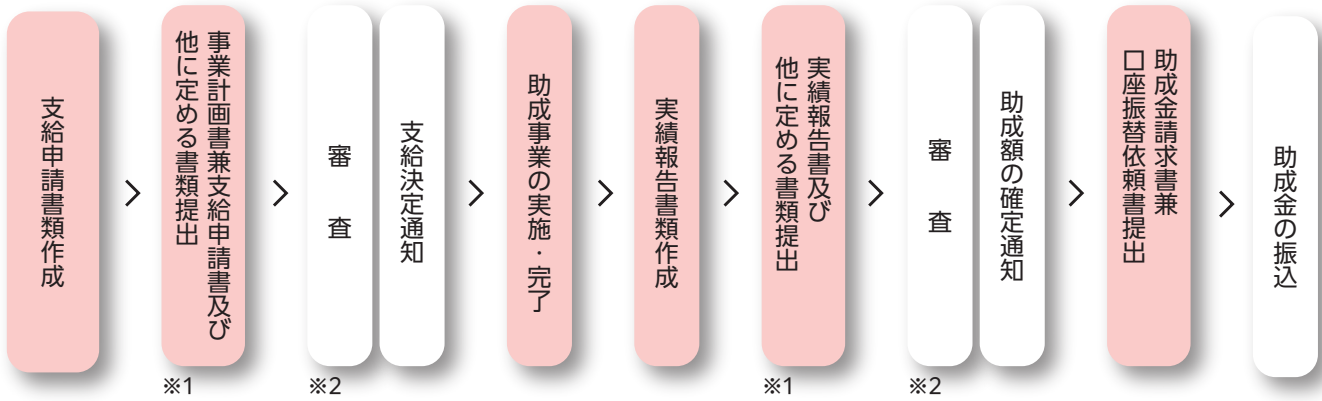 支給申請書類作成
事業計画書兼支給申請書及び
他に定める書類提出
※1
審査
※2
支給決定通知
助成事業の実施・完了
実績報告書類作成
実績報告書及び
他に定める書類提出
※1
審査
※2
助成額の確定通知
助成金請求書兼
口座振替依頼書提出
助成金の振込